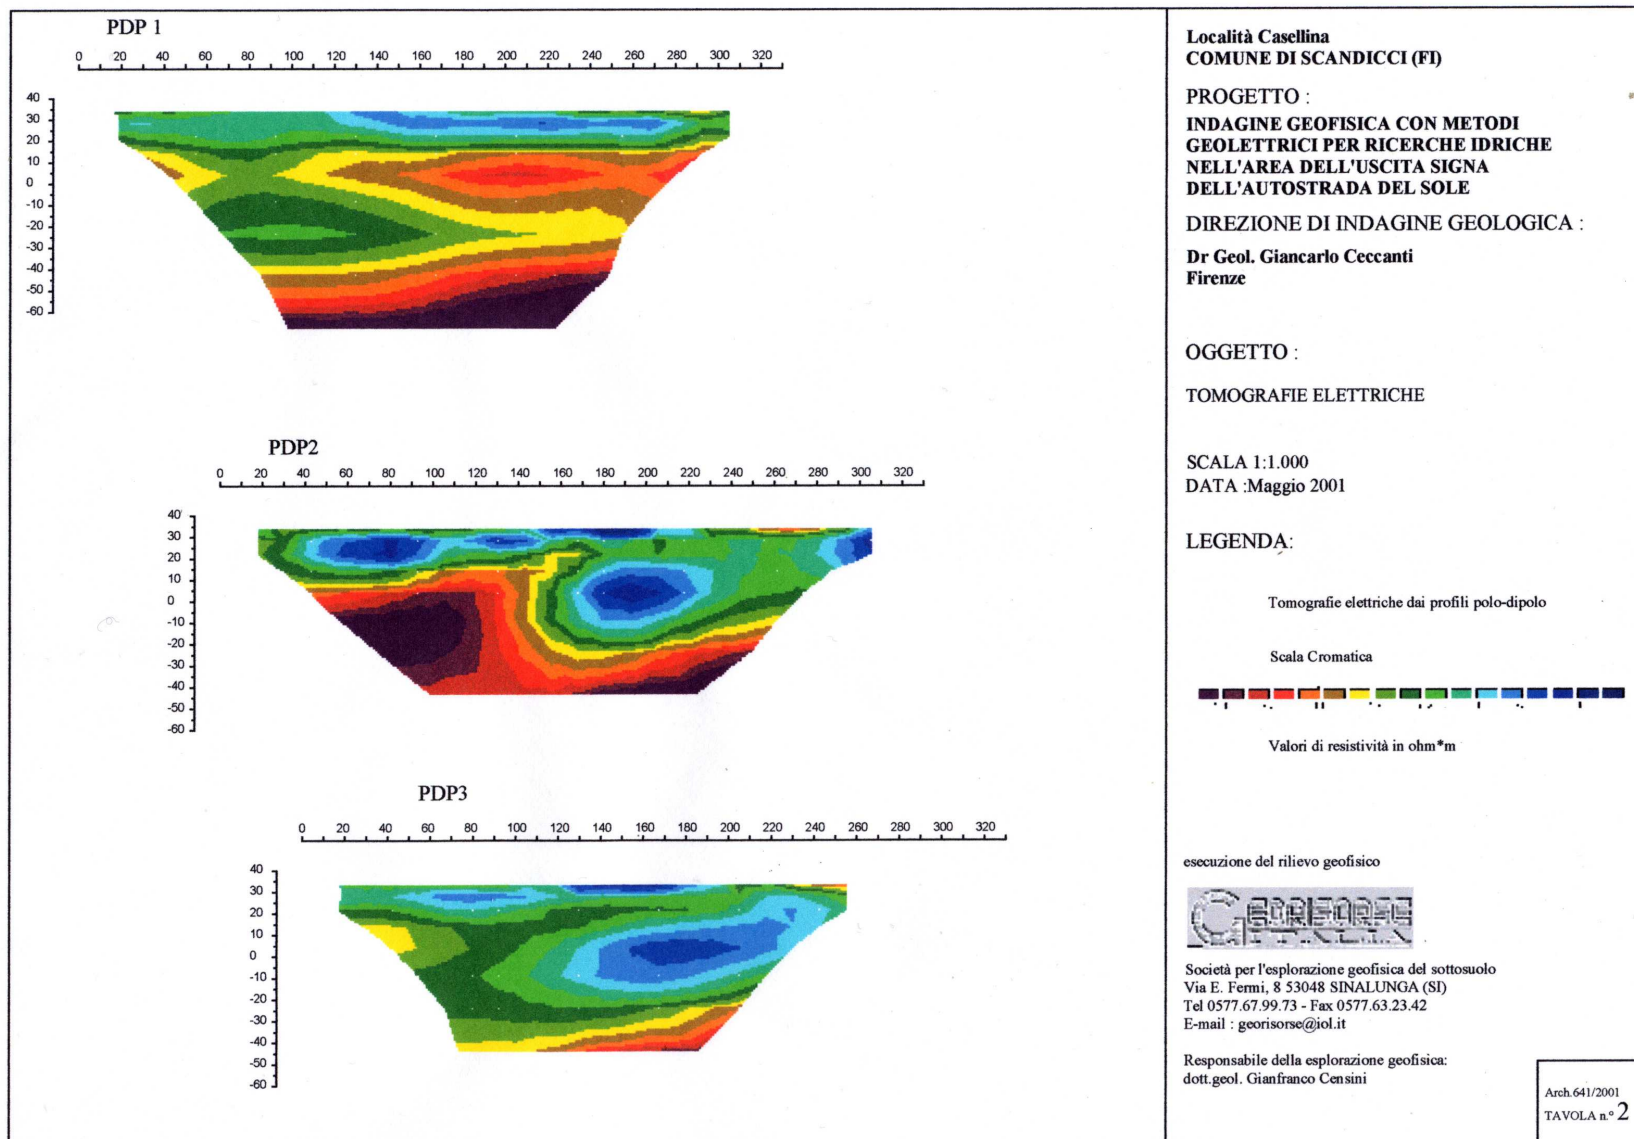 PDP 1
0 20 40 60 80 100 120 140 160 180 200 220 240 260 280 300 320
40
30
20
10
0
-10
-20
-30
-40
-50
-60
PDP2
0 20 40 60 80 100 120 140 160 180 200 220 240 260 280 300 320
40
30
20
10
0
-10
-20
-30
-40
-50
-60
PDP3
0 20 40 60 80 100 120 140 160 180 200 220 240 260 280 300 320
40
30
20
10
0
-10
-20
-30
-40
-50
-60
Località Casellina
COMUNE DI SCANDICCI (FI)
PROGETTO :
INDAGINE GEOFISICA CON METODI
GEOLETTRICI PER RICERCHE IDRICHE
NELL'AREA DELL'USCITA SIGNA
DELL'AUTOSTRADA DEL SOLE
DIREZIONE DI INDAGINE GEOLOGICA :
Dr Geol. Giancarlo Ceccanti
Firenze
OGGETTO :
TOMOGRAFIE ELETTRICHE
SCALA 1:1.000
DATA :Maggio 2001
LEGENDA:
Tomografie elettriche dai profili polo-dipolo
Scala Cromatica
Valori di resistività in ohm*m
esecuzione del rilievo geofisico
GEORISORSE
ITALIA
Società per l'esplorazione geofisica del sottosuolo
Via E. Fermi, 8 53048 SINALUNGA (SI)
Tel 0577.67.99.73 - Fax 0577.63.23.42
E-mail : georisorse@iol.it
Responsabile della esplorazione geofisica:
dott.geol. Gianfranco Censini
Arch.641/2001
TAVOLA n.° 2